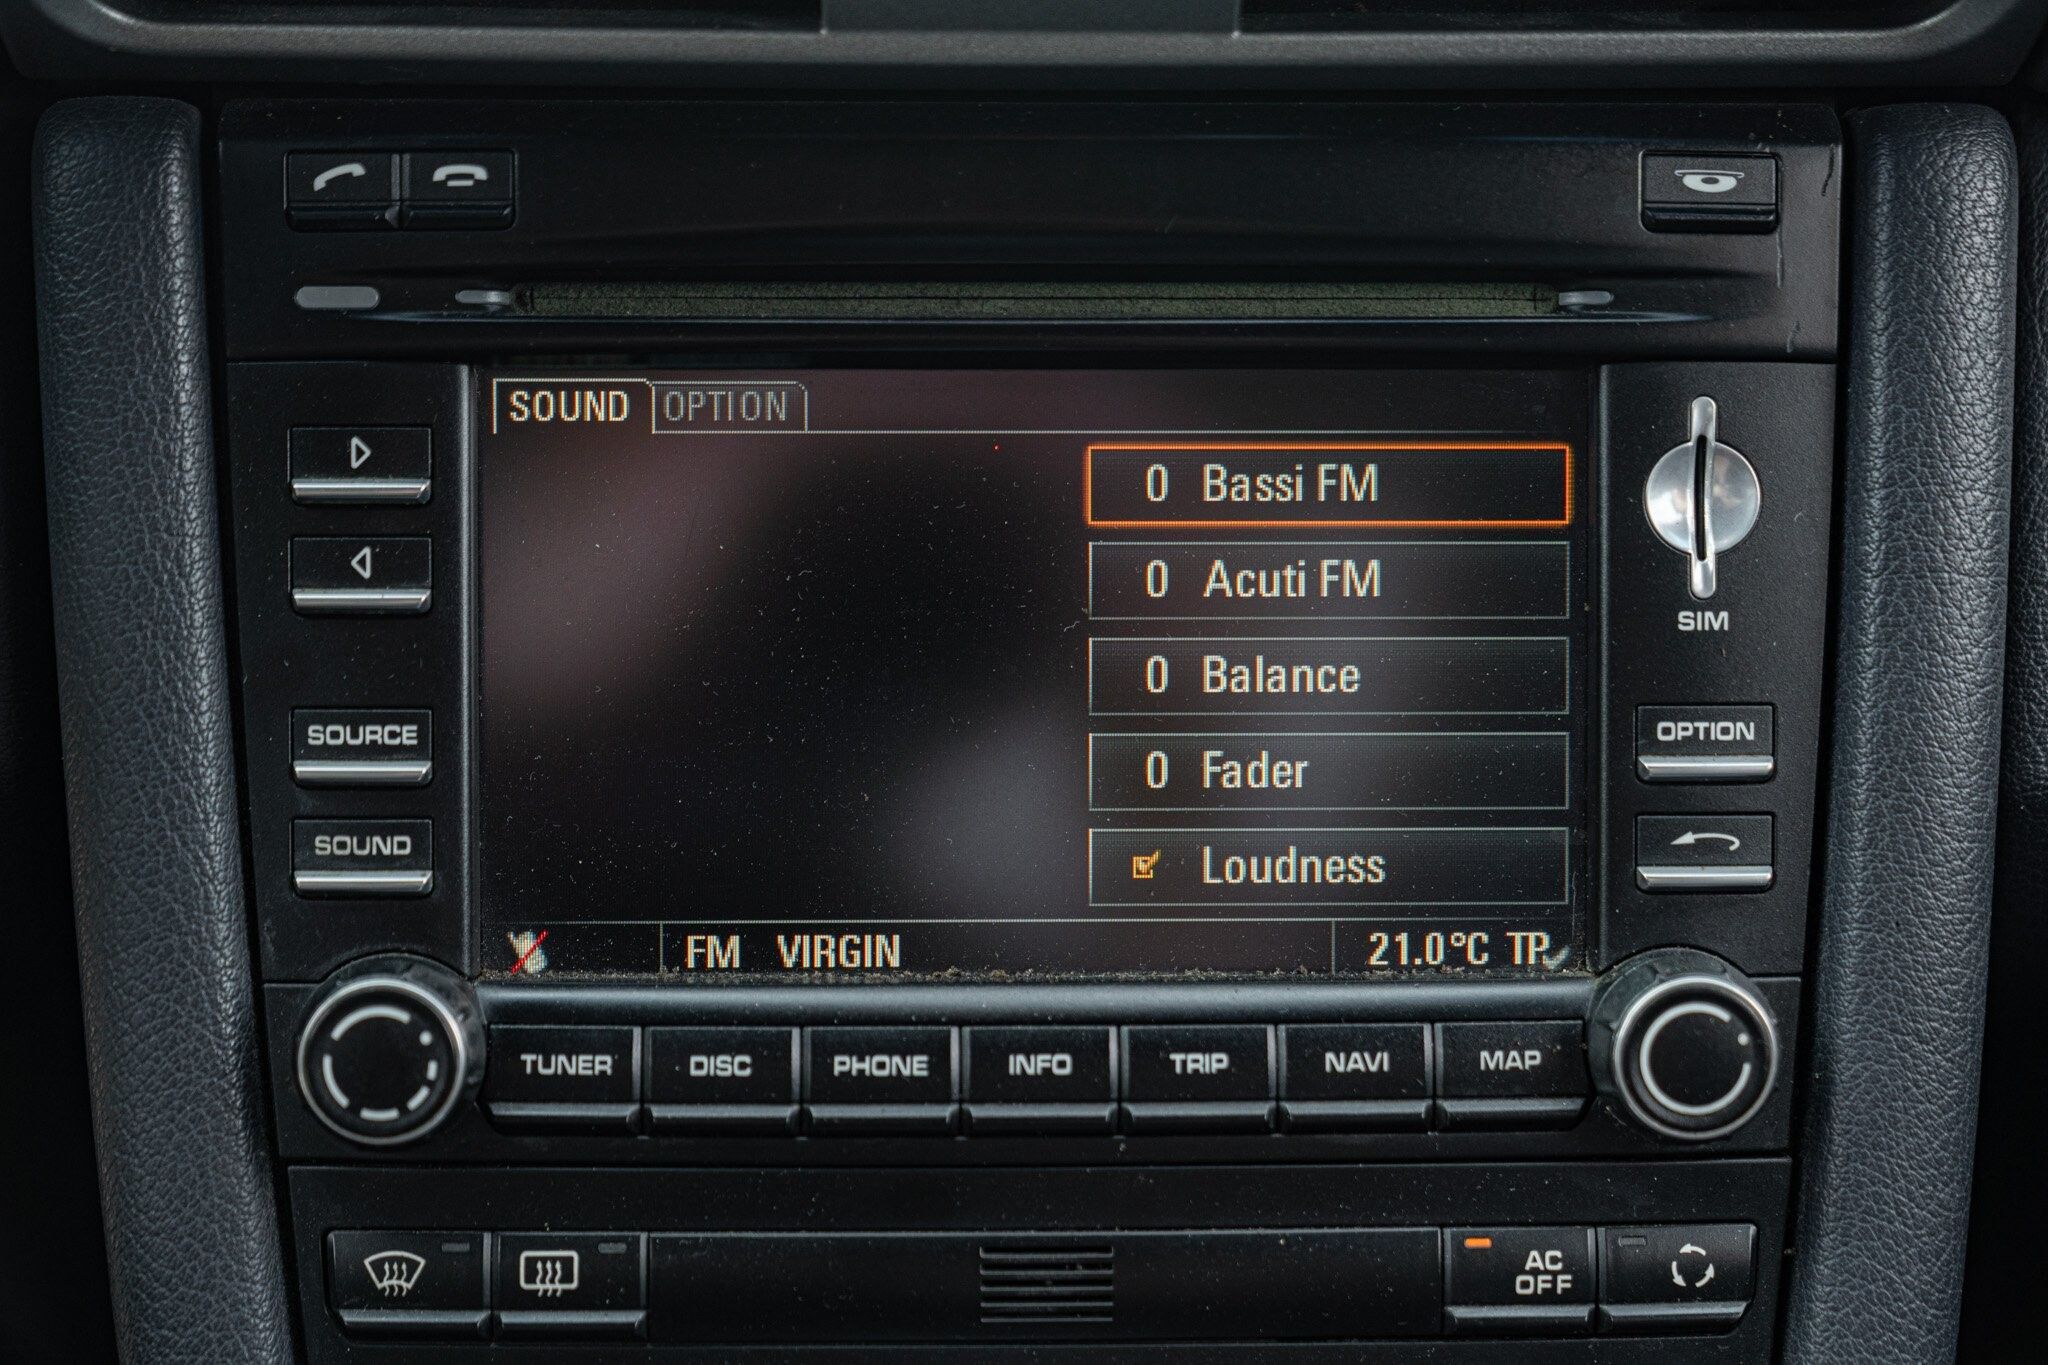 SOUND OPTION
0 Bassi FM
0 Acuti FM
SIM
0 Balance
SOURCE
OPTION
0 Fader
SOUND
Loudness
FM VIRGIN 21.0°C TP
TUNER DISC PHONE INFO TRIP NAVI MAP
AC
OFF